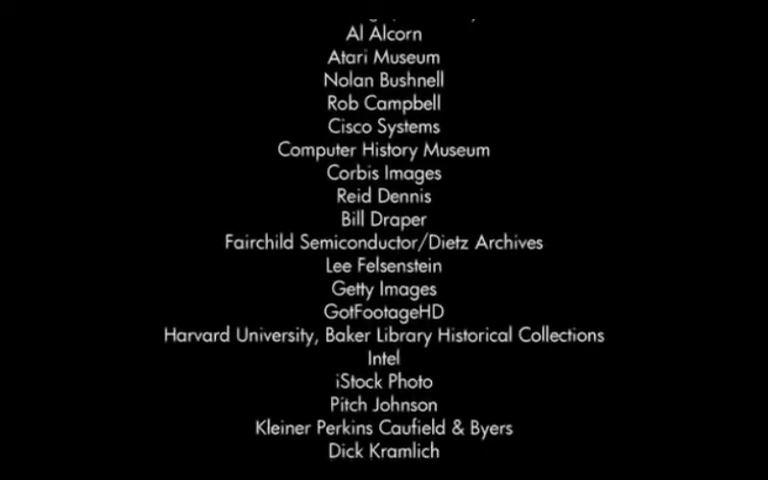 Al Alcorn
Atari Museum
Nolan Bushnell
Rob Campbell
Cisco Systems
Computer History Museum
Corbis Images
Reid Dennis
Bill Draper
Fairchild Semiconductor/Dietz Archives
Lee Felsenstein
Getty Images
GotFootageHD
Harvard University, Baker Library Historical Collections
Intel
iStock Photo
Pitch Johnson
Kleiner Perkins Caufield & Byers
Dick Kramlich